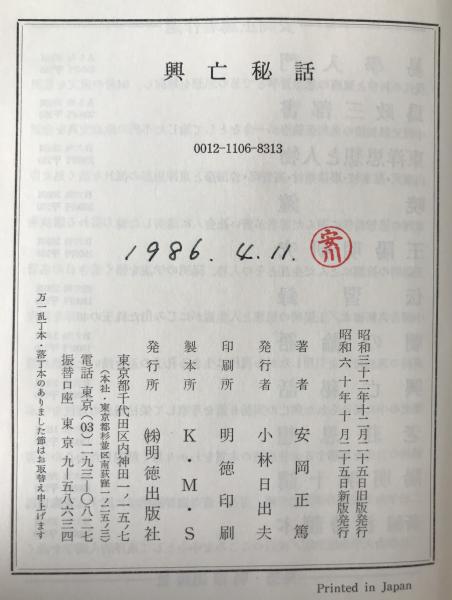 興亡秘話
0012-1106-8313
1986. 4. 11.
安川
昭和三十二年十二月二十五日旧版発行
昭和六十年十月二十五日新版発行
著者 安岡正篤
発行者 小林日出夫
印刷所 明徳印刷
製本所 K・M・S
発行所 ㈱明徳出版社
東京都千代田区内神田一ノ一五ノ七
(本社・東京都杉並区南荻窪一ノ二五ノ三)
電話 東京(03)二九三―〇八二七
振替口座 東京 九―五八六三四
万一乱丁本・落丁本のありました節はお取替え申上げます
Printed in Japan